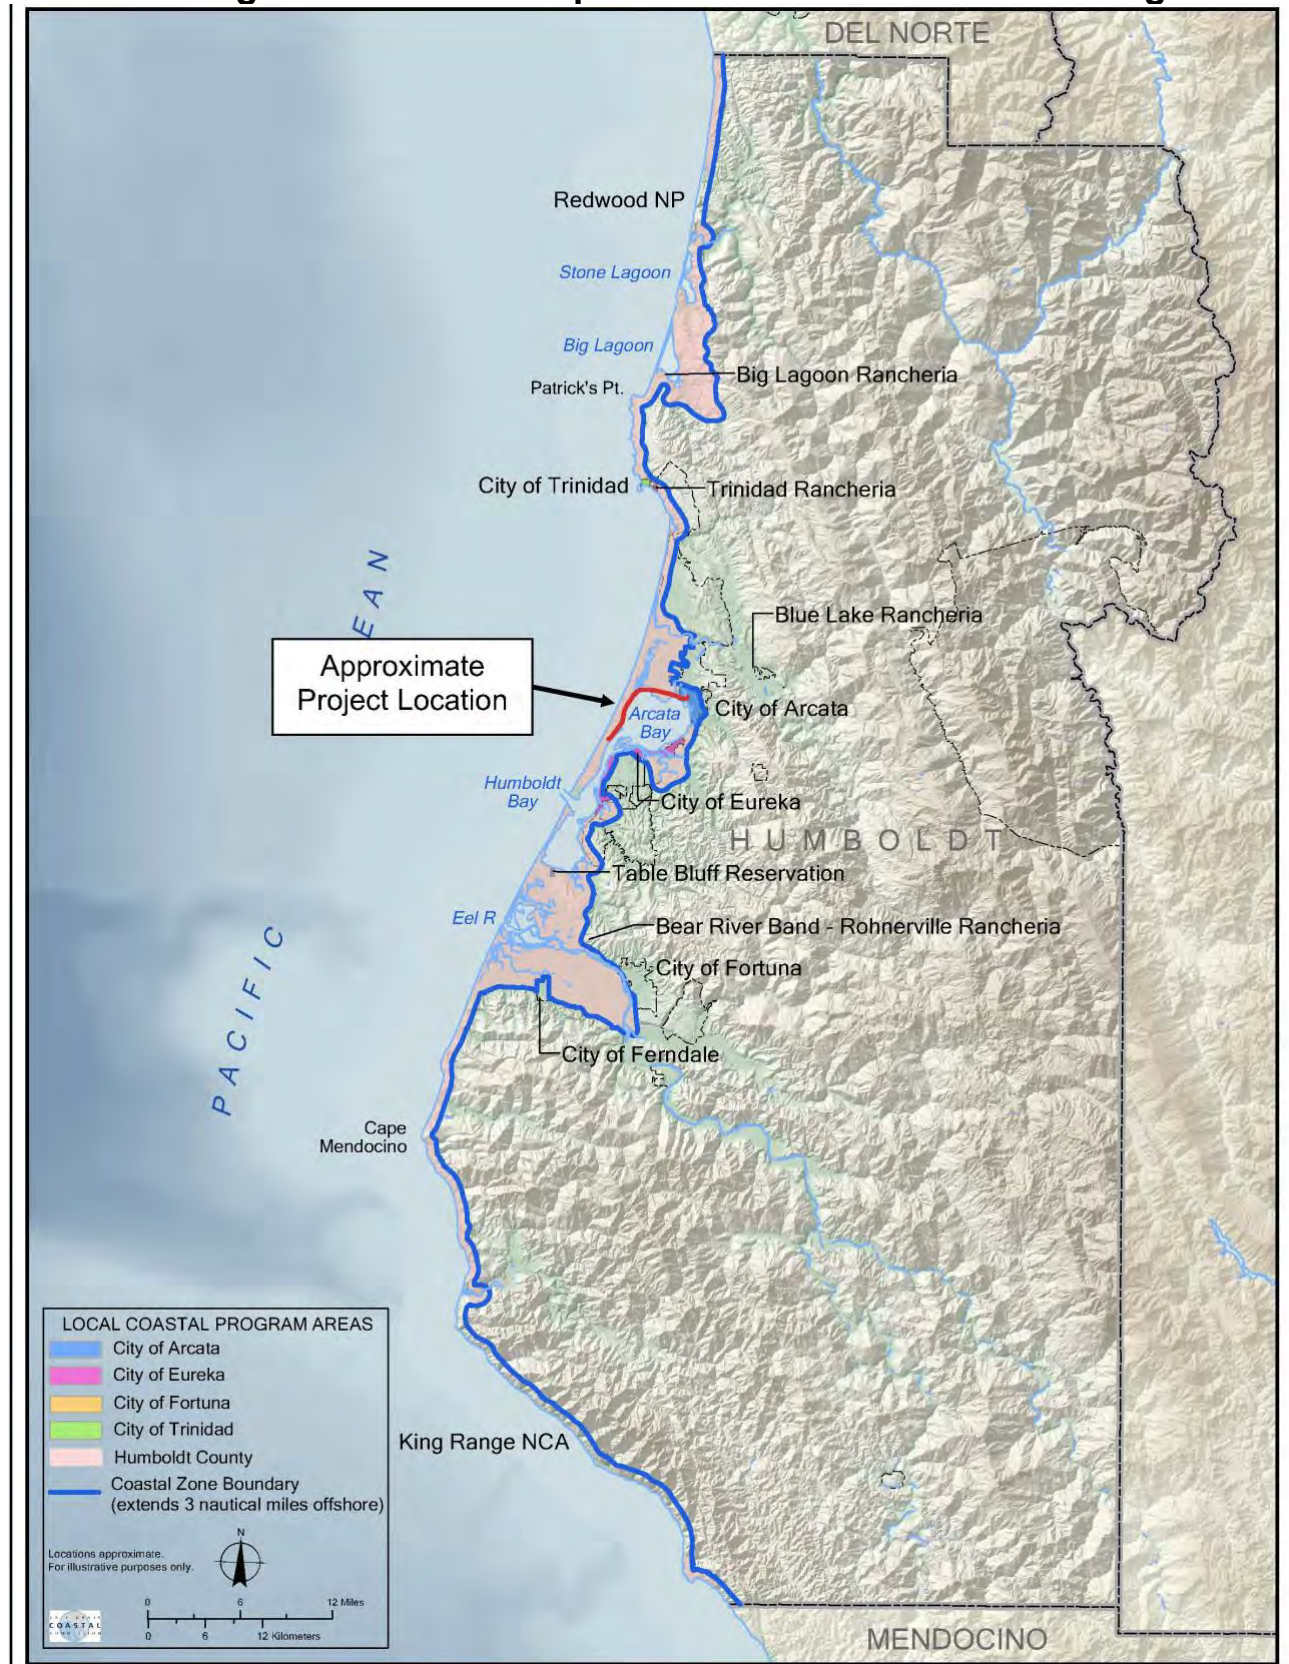 DEL NORTE
Redwood NP
Stone Lagoon
Big Lagoon
Big Lagoon Rancheria
Patrick's Pt.
City of Trinidad
Trinidad Rancheria
EAN
Blue Lake Rancheria
Approximate
Project Location
City of Arcata
Arcata
Bay
Humboldt
Bay
City of Eureka
HUMBOLDT
Table Bluff Reservation
Eel R
Bear River Band - Rohnerville Rancheria
City of Fortuna
PACIFIC
City of Ferndale
Cape
Mendocino
King Range NCA
LOCAL COASTAL PROGRAM AREAS
City of Arcata
City of Eureka
City of Fortuna
City of Trinidad
Humboldt County
Coastal Zone Boundary
(extends 3 nautical miles offshore)
N
Locations approximate.
For illustrative purposes only.
0 6 12 Miles
0 6 12 Kilometers
COASTAL
MENDOCINO